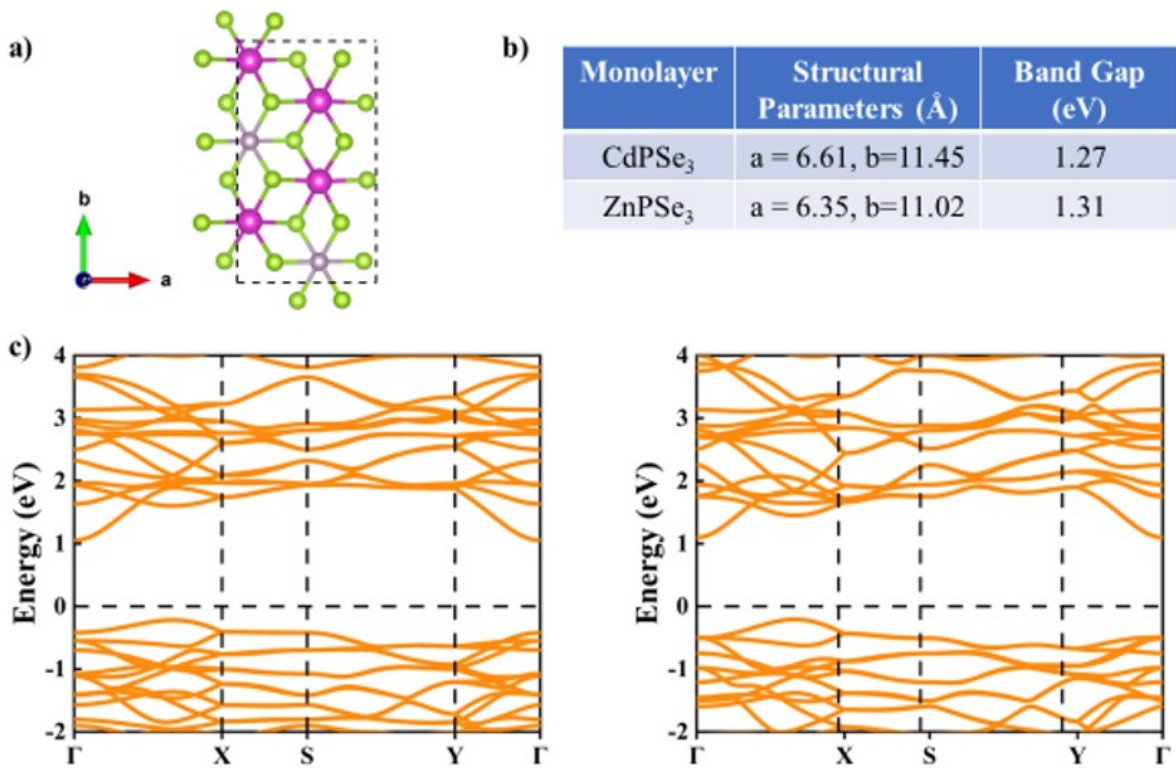 a)
b
a
b)
Monolayer Structural Parameters (Å) Band Gap (eV)
CdPSe₃ a = 6.61, b=11.45 1.27
ZnPSe₃ a = 6.35, b=11.02 1.31
c)
Energy (eV)
4
3
2
1
0
-1
-2
Γ X S Y Γ
Energy (eV)
4
3
2
1
0
-1
-2
Γ X S Y Γ